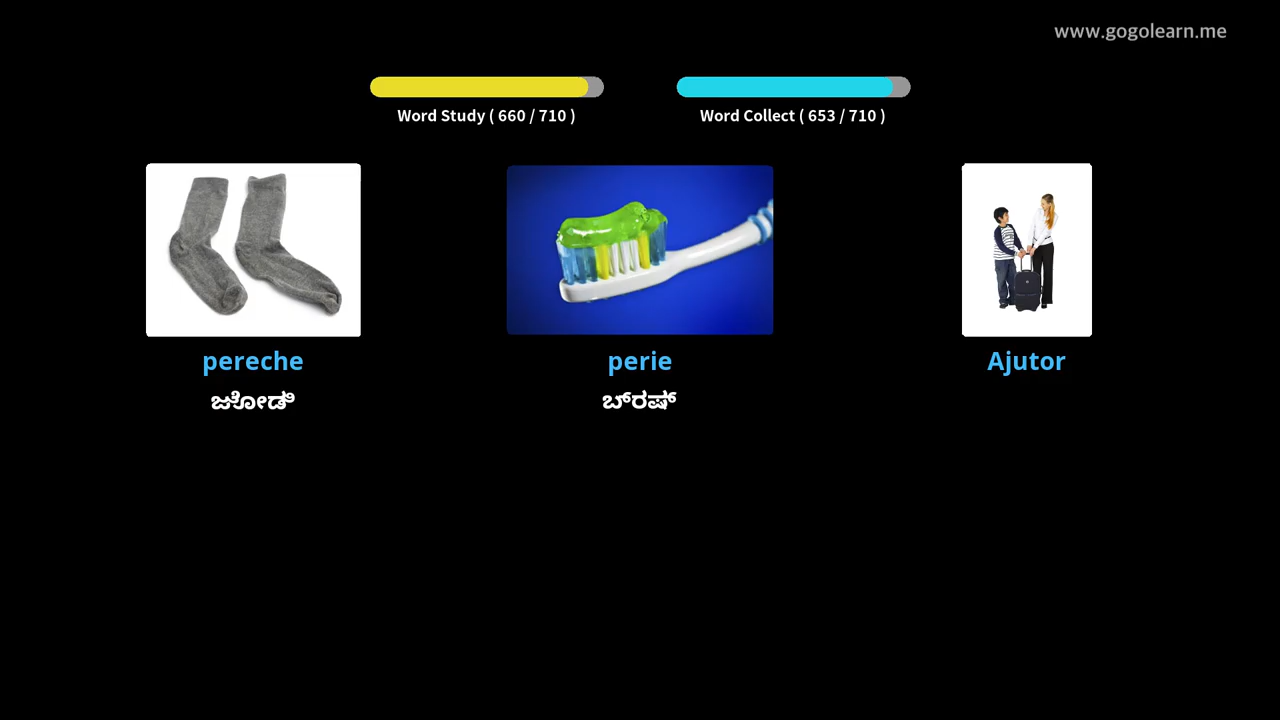 www.gogolearn.me
Word Study ( 660 / 710 )
Word Collect ( 653 / 710 )
pereche
perie
Ajutor
ಜೋಡಿ
ಬ್ರಷ್